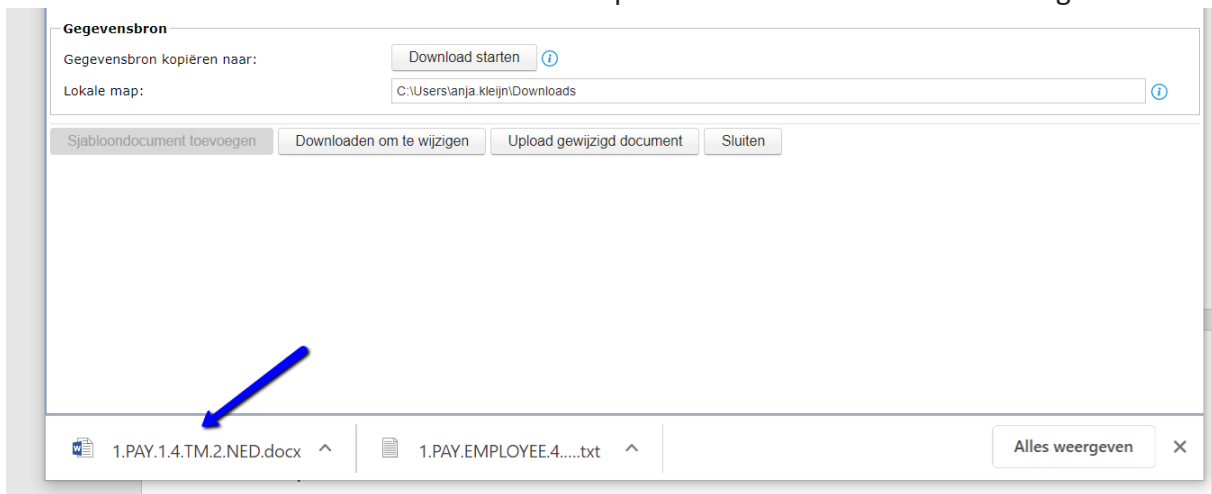 Gegevensbron
Gegevensbron kopiëren naar: Download starten
Lokale map: C:\Users\anja.kleijn\Downloads
Sjabloondocument toevoegen Downloaden om te wijzigen Upload gewijzigd document Sluiten
1.PAY.1.4.TM.2.NED.docx 1.PAY.EMPLOYEE.4.....txt Alles weergeven